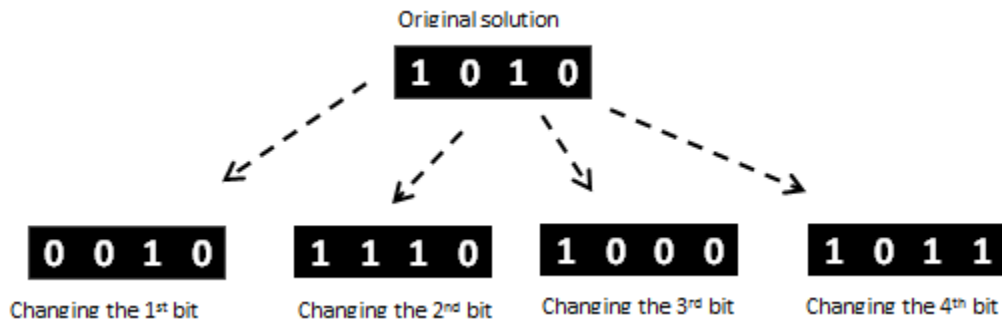 Original solution
1 0 1 0
0 0 1 0
1 1 1 0
1 0 0 0
1 0 1 1
Changing the 1st bit
Changing the 2nd bit
Changing the 3rd bit
Changing the 4th bit